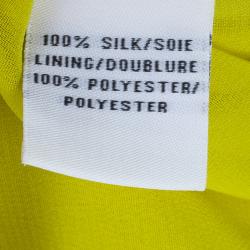 100% SILK/SOIE
LINING/DOUBLURE
100% POLYESTER/
POLYESTER